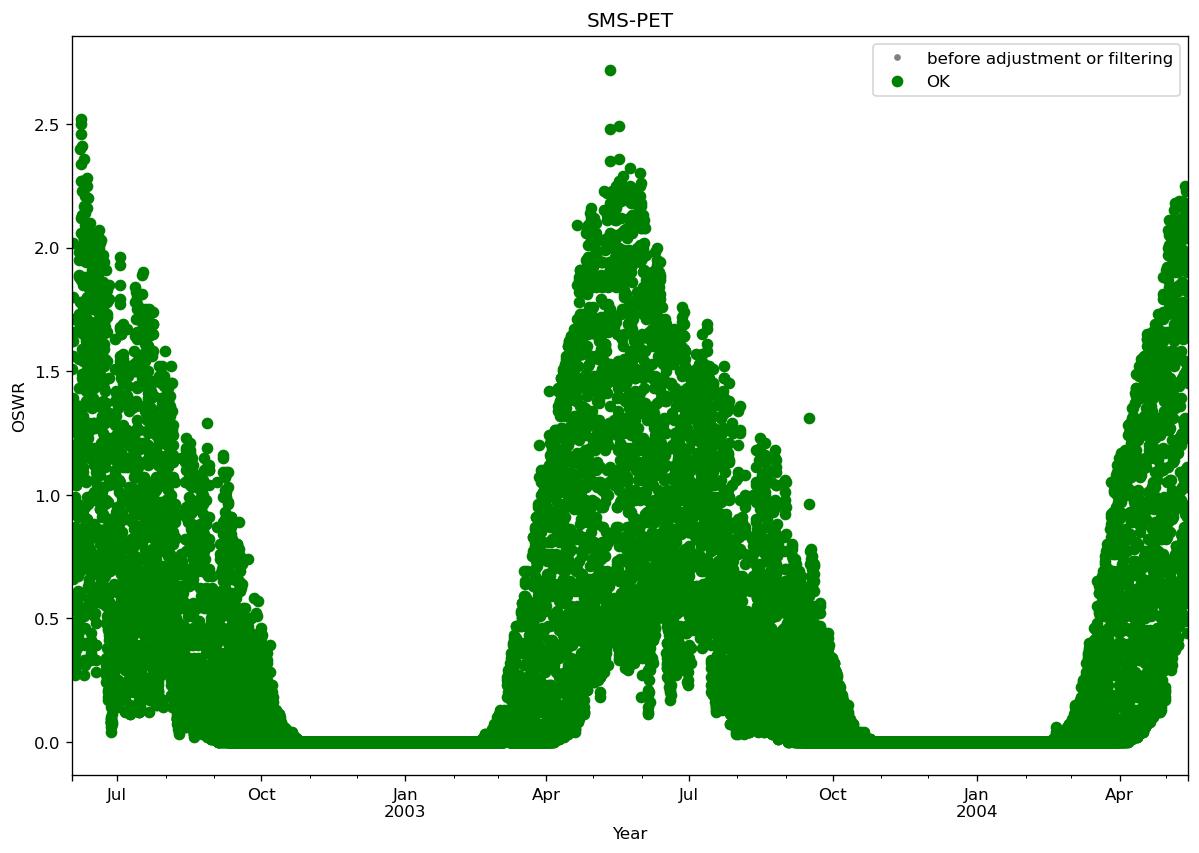 SMS-PET
before adjustment or filtering
OK
2.5
2.0
1.5
1.0
0.5
0.0
OSWR
Jul
Oct
Jan
2003
Apr
Jul
Oct
Jan
2004
Apr
Year